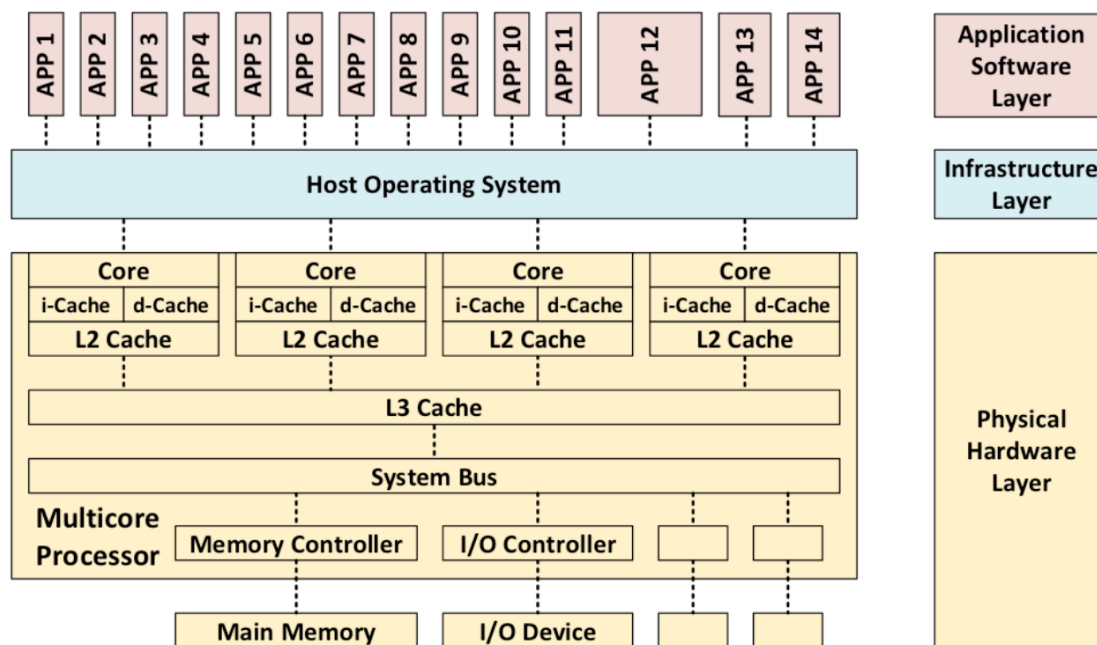 APP 1
APP 2
APP 3
APP 4
APP 5
APP 6
APP 7
APP 8
APP 9
APP 10
APP 11
APP 12
APP 13
APP 14
Application
Software
Layer
Host Operating System
Infrastructure
Layer
Core
Core
Core
Core
i-Cache
d-Cache
i-Cache
d-Cache
i-Cache
d-Cache
i-Cache
d-Cache
L2 Cache
L2 Cache
L2 Cache
L2 Cache
L3 Cache
System Bus
Physical
Hardware
Layer
Multicore
Processor
Memory Controller
I/O Controller
Main Memory
I/O Device